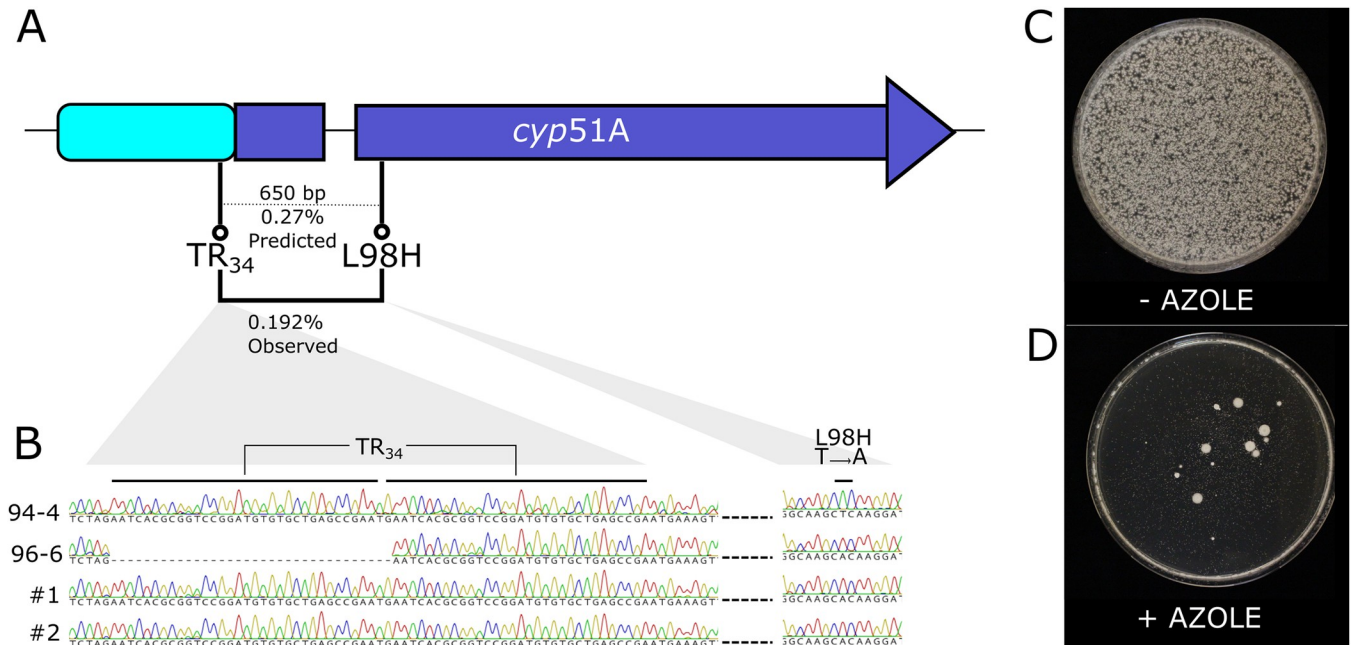 A
cyp51A
650 bp
0.27%
Predicted
TR34
L98H
0.192%
Observed
B
TR34
L98H
T→A
94-4
TCTAGAATCACGCGGTCCGGATGTGTGCTGAGCCGAATGAATCACGCGGTCCGGATGTGTGCTGAGCCGAATGAAAGT
GGCAAGCTCAAGGA
96-6
TCTAG
AATCACGCGGTCCGGATGTGTGCTGAGCCGAATGAAAGT
GGCAAGCACAAGGA
#1
TCTAGAATCACGCGGTCCGGATGTGTGCTGAGCCGAATGAATCACGCGGTCCGGATGTGTGCTGAGCCGAATGAAAGT
GGCAAGCACAAGGA
#2
TCTAGAATCACGCGGTCCGGATGTGTGCTGAGCCGAATGAATCACGCGGTCCGGATGTGTGCTGAGCCGAATGAAAGT
GGCAAGCACAAGGA
C
- AZOLE
D
+ AZOLE